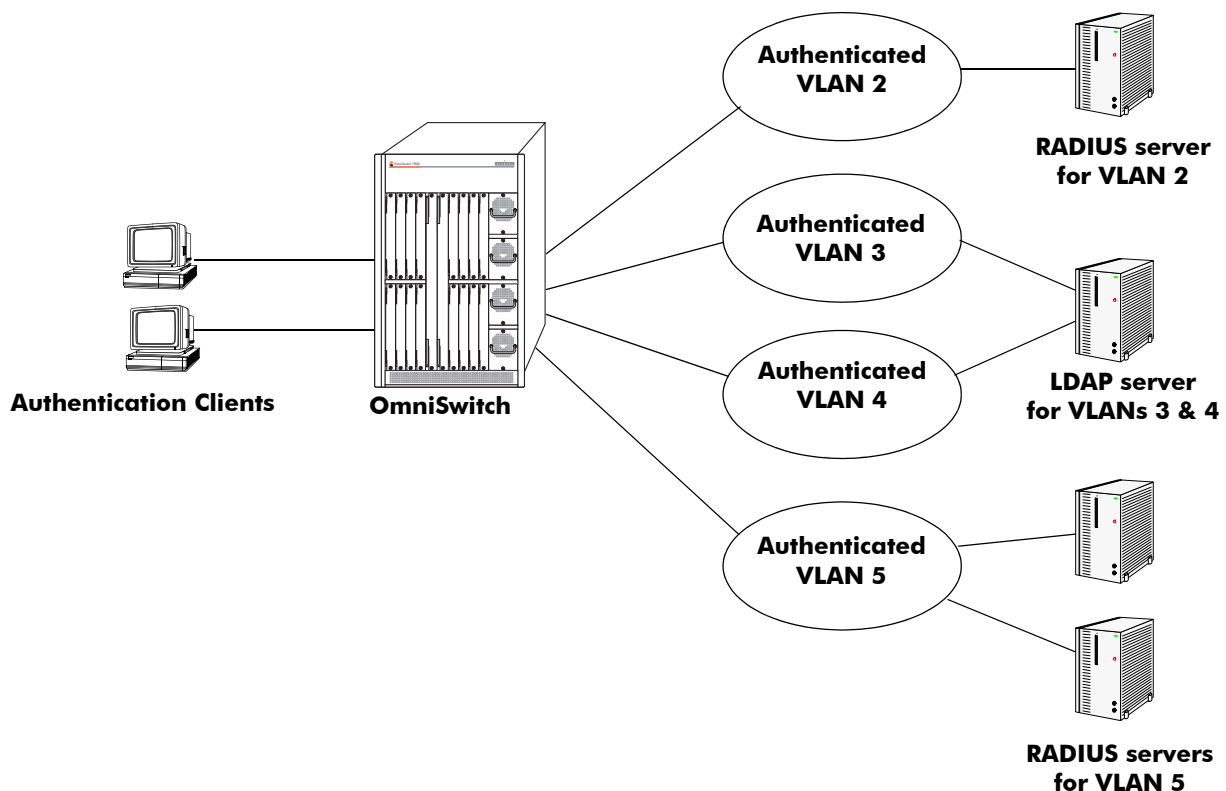 Authenticated
VLAN 2
RADIUS server
for VLAN 2
Authenticated
VLAN 3
Authenticated
VLAN 4
LDAP server
for VLANs 3 & 4
Authentication Clients
OmniSwitch
Authenticated
VLAN 5
RADIUS servers
for VLAN 5